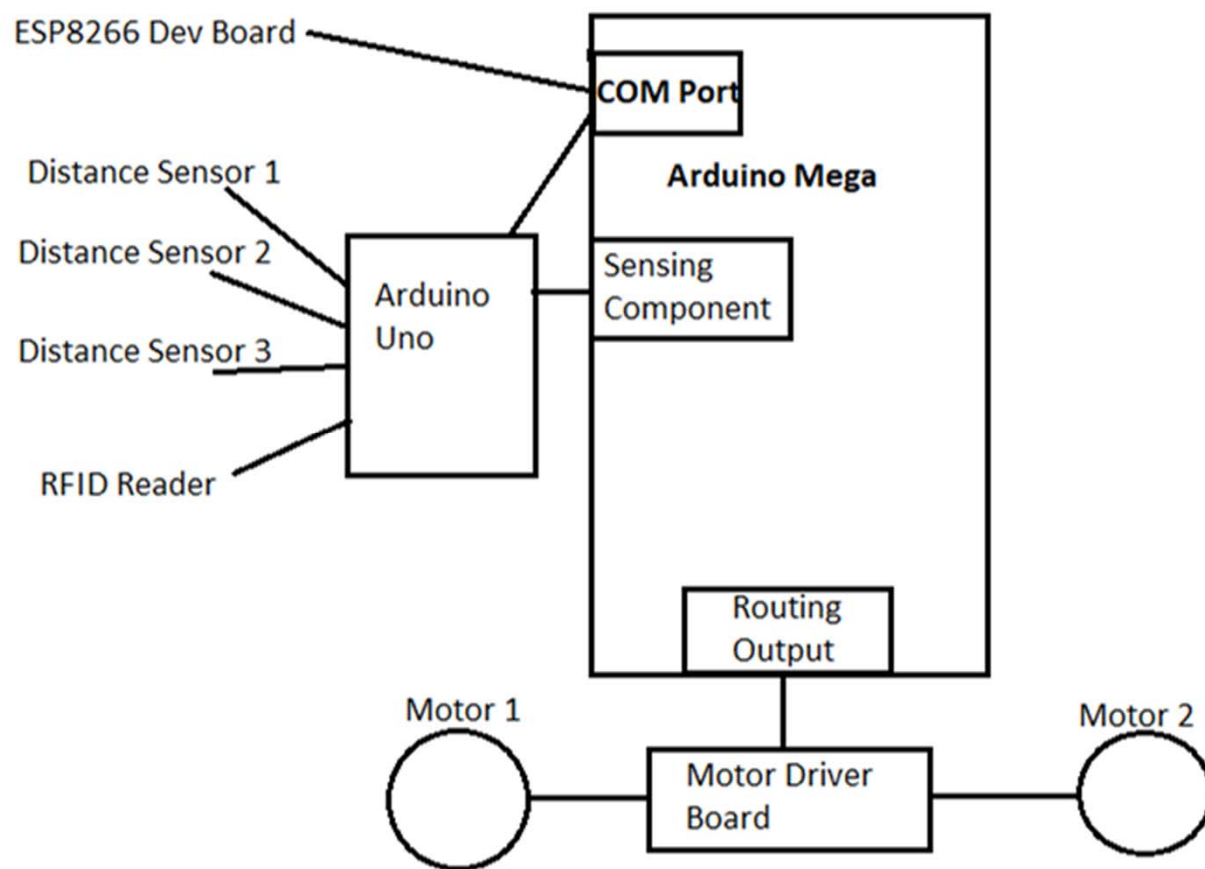 ESP8266 Dev Board
COM Port
Arduino Mega
Distance Sensor 1
Distance Sensor 2
Distance Sensor 3
RFID Reader
Arduino
Uno
Sensing
Component
Routing
Output
Motor 1
Motor 2
Motor Driver
Board